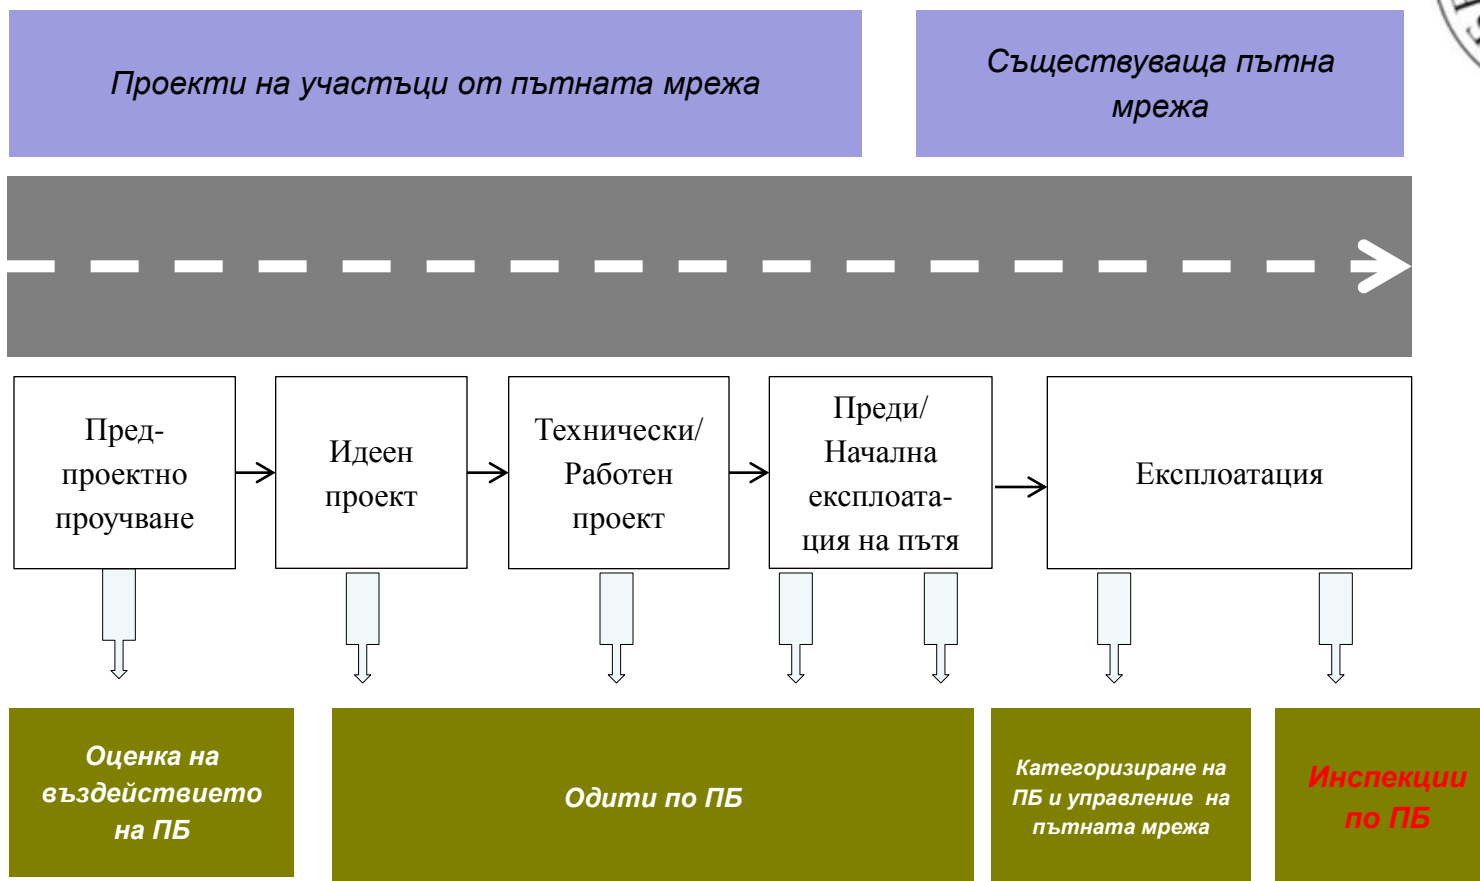 Проекти на участъци от пътната мрежа
Съществуваща пътна
мрежа
Пред-
проектно
проучване
Идеен
проект
Технически/
Работен
проект
Преди/
Начална
експлоата-
ция на пътя
Експлоатация
Оценка на
въздействието
на ПБ
Одити по ПБ
Категоризиране на
ПБ и управление на
пътната мрежа
Инспекции
по ПБ